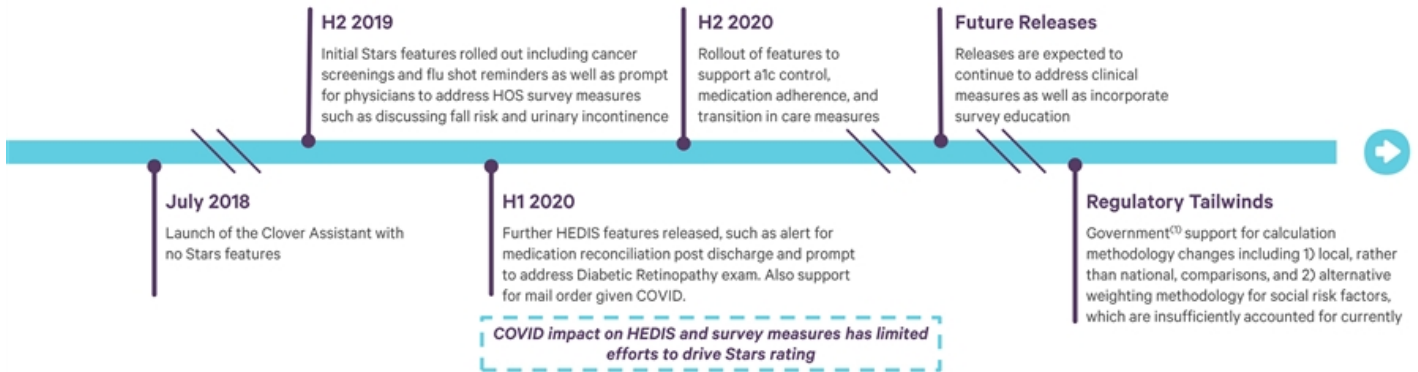 H2 2019
Initial Stars features rolled out including cancer
screenings and flu shot reminders as well as prompt
for physicians to address HOS survey measures
such as discussing fall risk and urinary incontinence
H2 2020
Rollout of features to
support a1c control,
medication adherence, and
transition in care measures
Future Releases
Releases are expected to
continue to address clinical
measures as well as incorporate
survey education
July 2018
Launch of the Clover Assistant with
no Stars features
H1 2020
Further HEDIS features released, such as alert for
medication reconciliation post discharge and prompt
to address Diabetic Retinopathy exam. Also support
for mail order given COVID.
COVID impact on HEDIS and survey measures has limited
efforts to drive Stars rating
Regulatory Tailwinds
Government(1) support for calculation
methodology changes including 1) local, rather
than national, comparisons, and 2) alternative
weighting methodology for social risk factors,
which are insufficiently accounted for currently